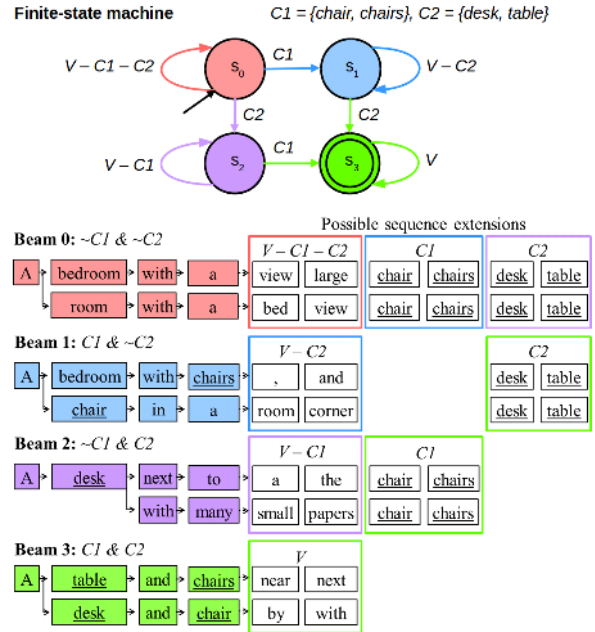 Finite-state machine C1 = {chair, chairs}, C2 = {desk, table}
V – C1 – C2 S0 C1 S1 V – C2
C2 C2
V – C1 S2 C1 S3 V
Possible sequence extensions
Beam 0: ~C1 & ~C2 V – C1 – C2 C1 C2
A bedroom with a view large chair chairs desk table
room with a bed view chair chairs desk table
Beam 1: C1 & ~C2 V – C2 C2
A bedroom with chairs , and desk table
chair in a room corner desk table
Beam 2: ~C1 & C2 V – C1 C1
A desk next to a the chair chairs
with many small papers chair chairs
Beam 3: C1 & C2 V
A table and chairs near next
desk and chair by with